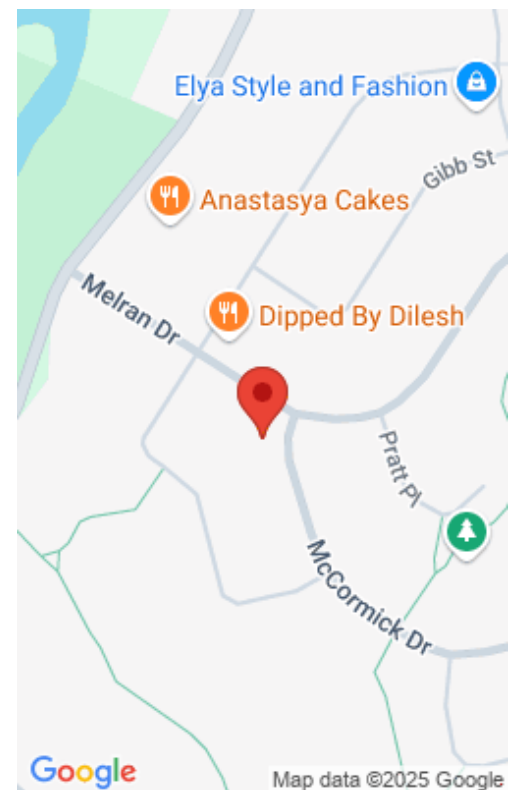 Elya Style and Fashion
Gibb St
Anastasya Cakes
Melran Dr
Dipped By Dilesh
Pratt Pl
McCormick Dr
Google
Map data ©2025 Google